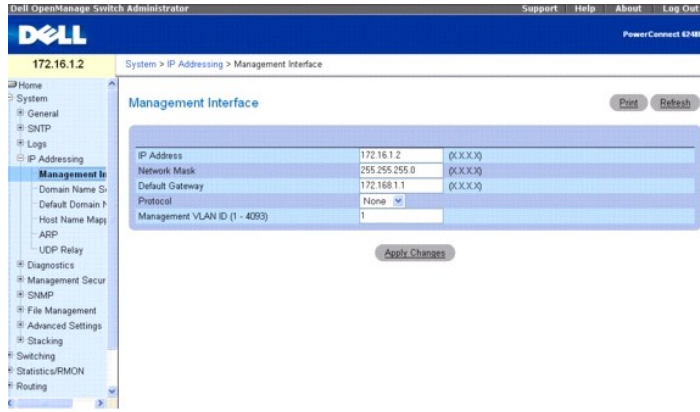 Dell OpenManage Switch Administrator Support Help About Log Out
DELL
PowerConnect 6248
172.16.1.2
System > IP Addressing > Management Interface
Home
System
General
SNTP
Logs
IP Addressing
Management In
Domain Name S
Default Domain N
Host Name Mapp
ARP
UDP Relay
Diagnostics
Management Secur
SNMP
File Management
Advanced Settings
Stacking
Switching
Statistics/RMON
Routing
Management Interface
Print Refresh
IP Address 172.16.1.2 (X.X.X.X)
Network Mask 255.255.255.0 (X.X.X.X)
Default Gateway 172.168.1.1 (X.X.X.X)
Protocol None
Management VLAN ID (1 - 4093) 1
Apply Changes